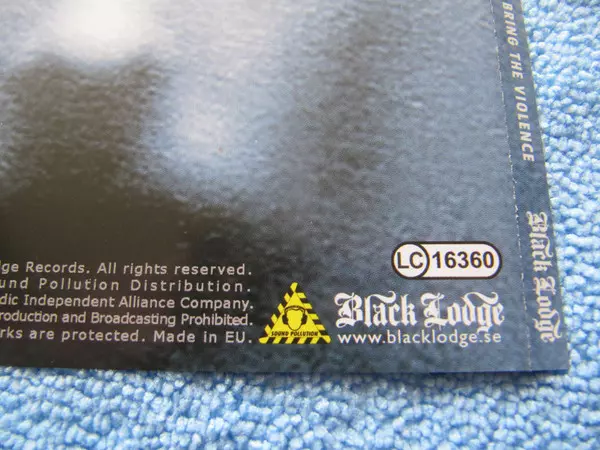 BRING THE VIOLENCE
Black Lodge
LC 16360
dge Records. All rights reserved.
und Pollution Distribution.
dic Independent Alliance Company.
roduction and Broadcasting Prohibited.
rks are protected. Made in EU.
SOUND POLLUTION
Black Lodge
www.blacklodge.se